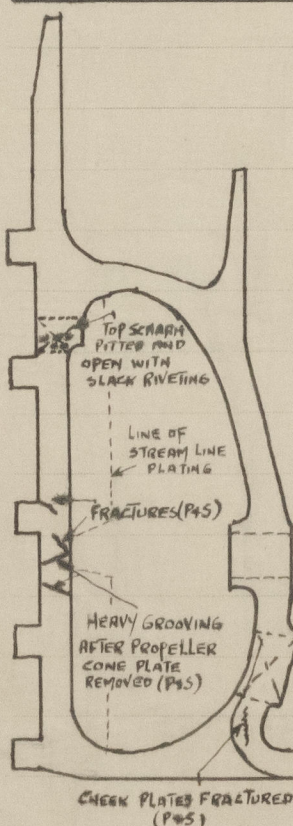 TOP SCARPH
PITTED AND
OPEN WITH
SLACK RIVETING
LINE OF
STREAM LINE
PLATING
FRACTURES (P&S)
HEAVY GROOVING
AFTER PROPELLER
CONE PLATE
REMOVED (P&S)
CHEEK PLATES FRACTURED
(P&S)